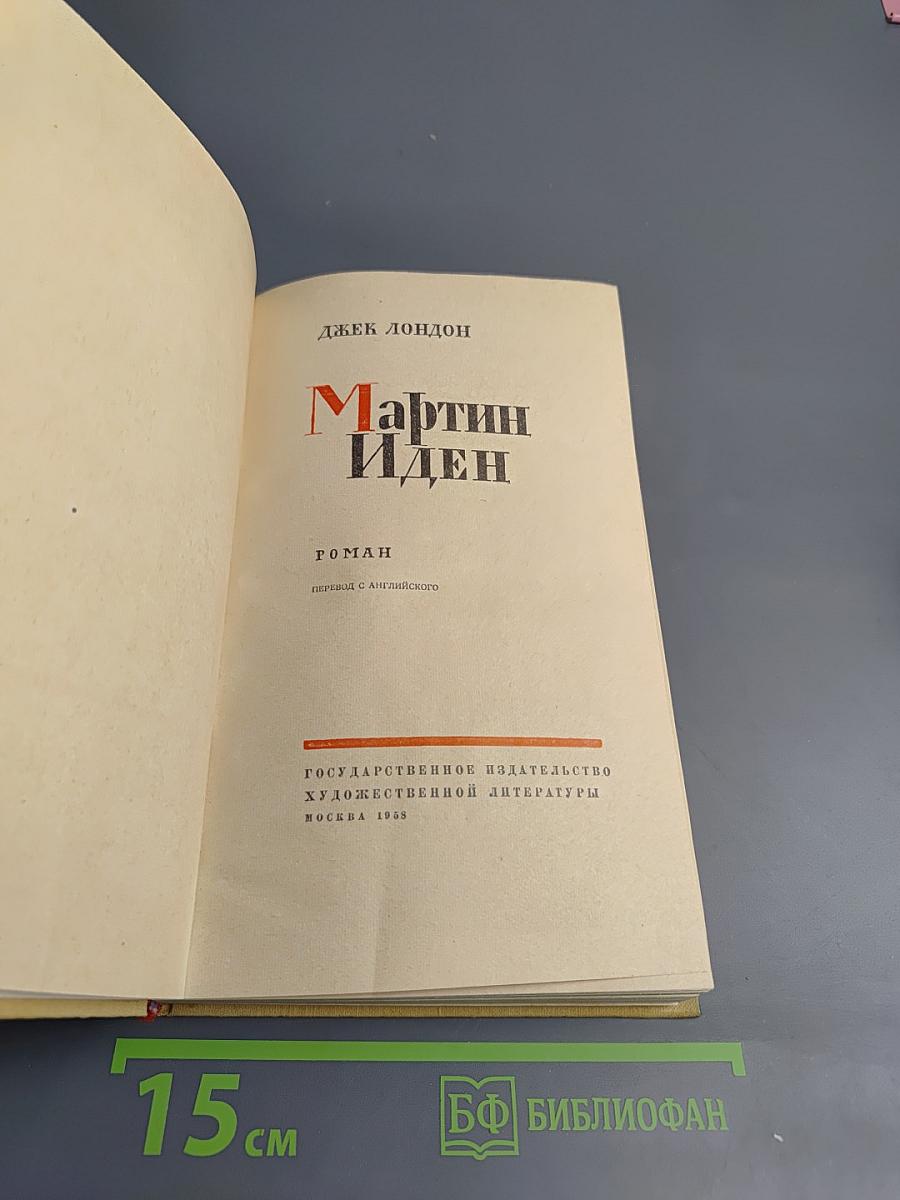 ДЖЕК ЛОНДОН
Мартин
Иден
РОМАН
ПЕРЕВОД С АНГЛИЙСКОГО
ГОСУДАРСТВЕННОЕ ИЗДАТЕЛЬСТВО
ХУДОЖЕСТВЕННОЙ ЛИТЕРАТУРЫ
МОСКВА 1958
15 см
БФ БИБЛИОФАН